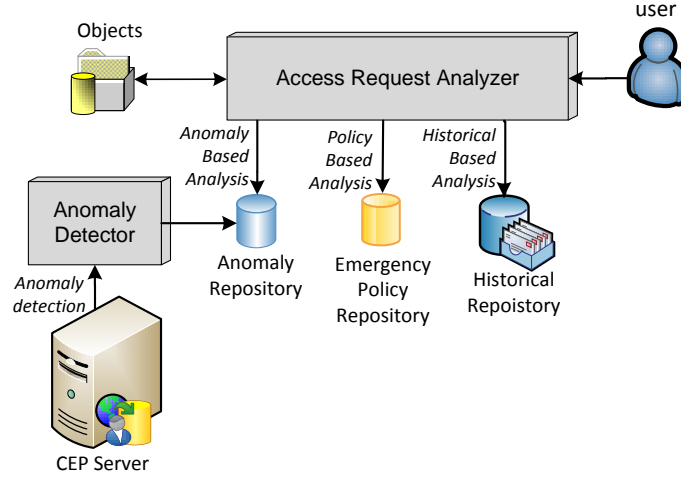 user
Objects
Access Request Analyzer
Anomaly
Based
Analysis
Policy
Based
Analysis
Historical
Based
Analysis
Anomaly
Detector
Anomaly
Repository
Emergency
Policy
Repository
Historical
Repoistory
Anomaly
detection
CEP Server